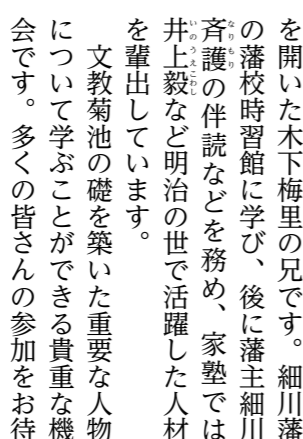 を開いた木下梅里の兄です。細川藩
の藩校時習館に学び、後に藩主細川
斉護の伴読などを務め、家塾では
井上毅など明治の世で活躍した人材
を輩出しています。
文教菊池の礎を築いた重要な人物
について学ぶことができる貴重な機
会です。多くの皆さんの参加をお待